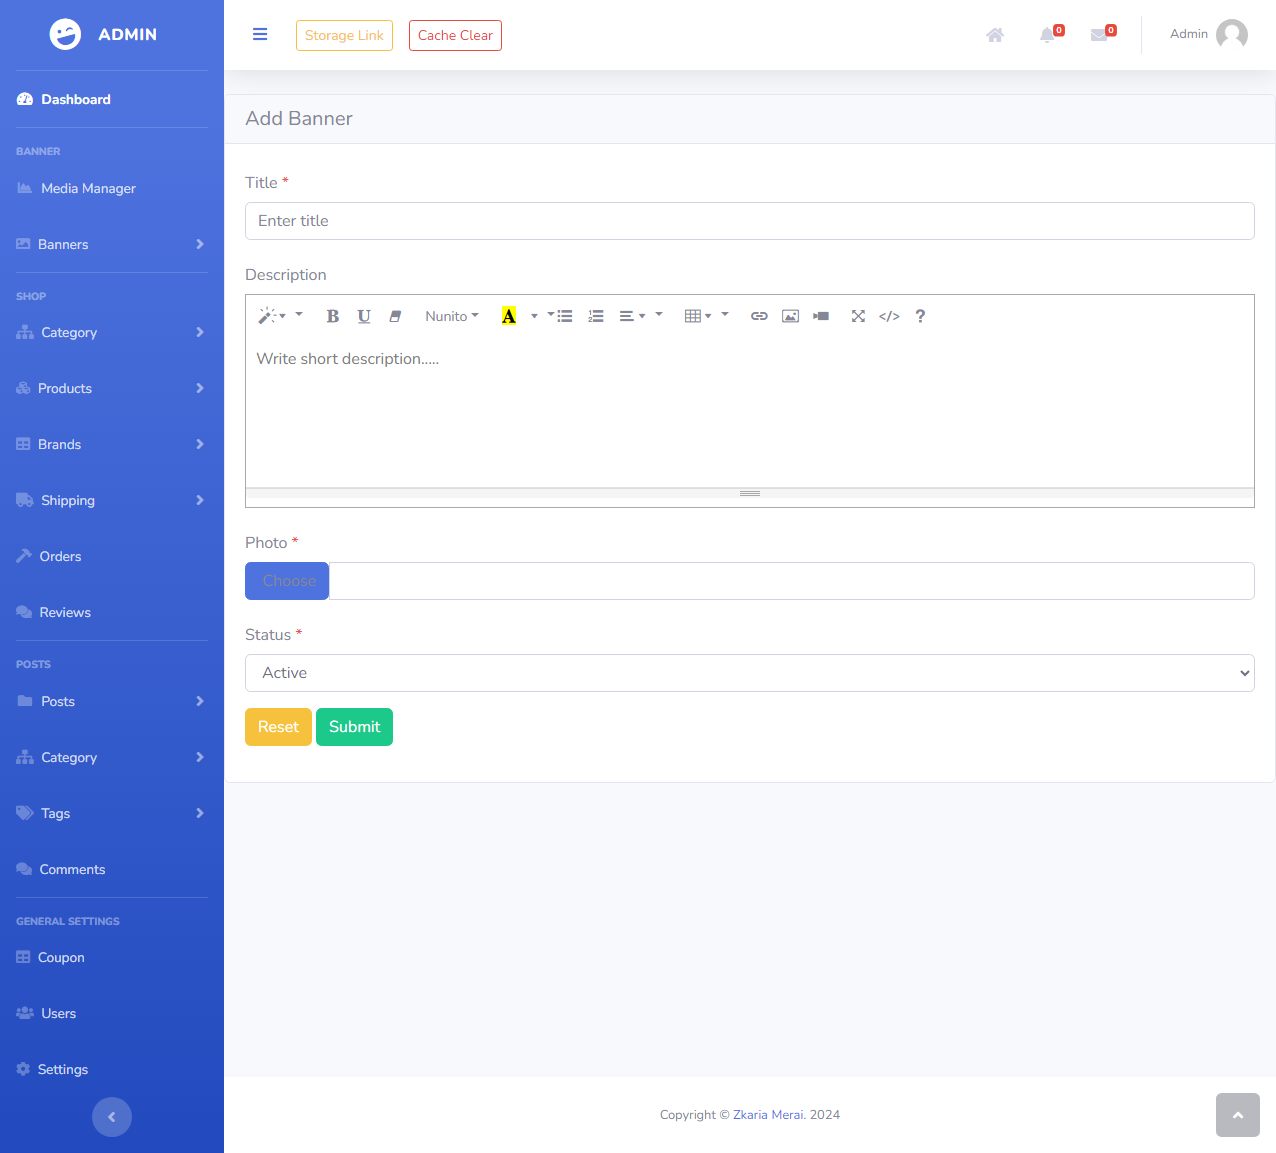 ADMIN
Storage Link
Cache Clear
0
0
Admin
Dashboard
BANNER
Media Manager
Banners
SHOP
Category
Products
Brands
Shipping
Orders
Reviews
POSTS
Posts
Category
Tags
Comments
GENERAL SETTINGS
Coupon
Users
Settings
Add Banner
Title *
Enter title
Description
B U Nunito A </> ?
Write short description.....
Photo *
Choose
Status *
Active
Reset Submit
Copyright © Zkaria Merai. 2024